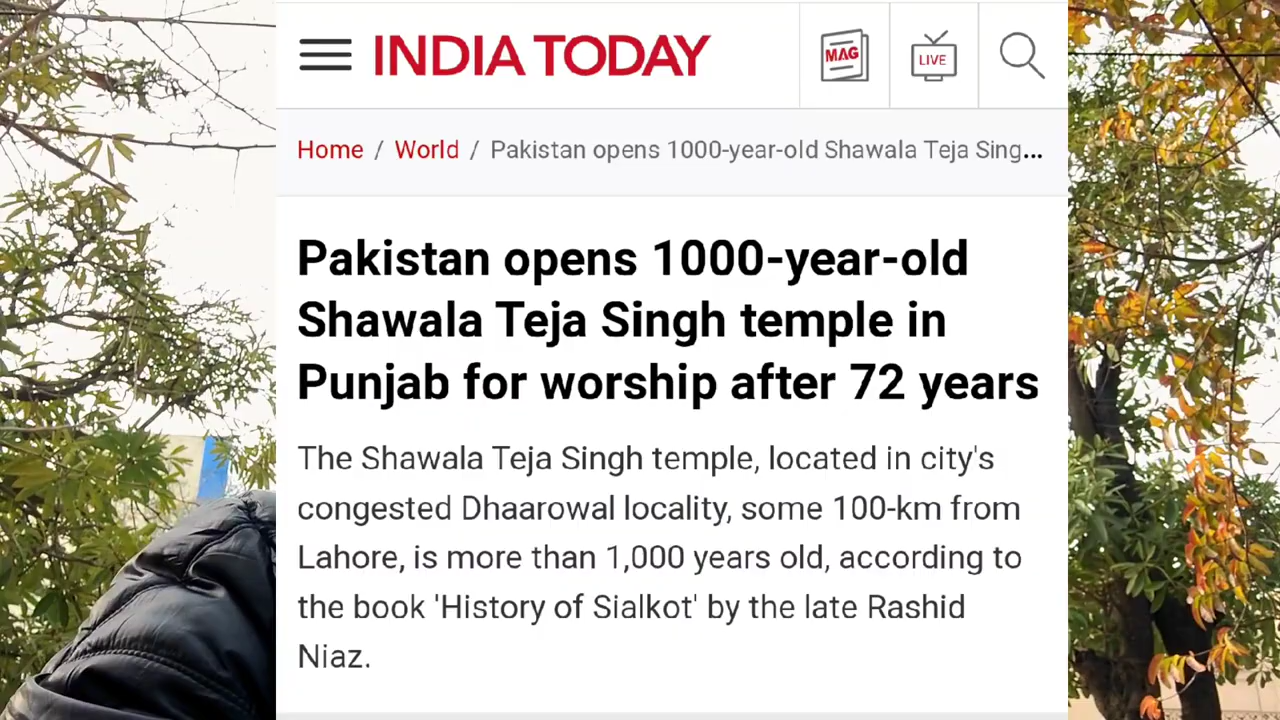 INDIA TODAY
MAG
LIVE
Home / World / Pakistan opens 1000-year-old Shawala Teja Sing...
Pakistan opens 1000-year-old
Shawala Teja Singh temple in
Punjab for worship after 72 years
The Shawala Teja Singh temple, located in city's
congested Dhaarowal locality, some 100-km from
Lahore, is more than 1,000 years old, according to
the book 'History of Sialkot' by the late Rashid
Niaz.